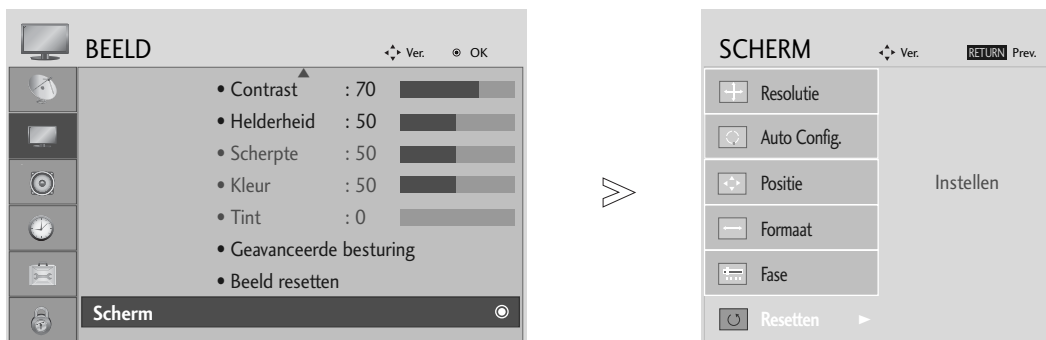 BEELD Ver. OK
• Contrast : 70
• Helderheid : 50
• Scherpte : 50
• Kleur : 50
• Tint : 0
• Geavanceerde besturing
• Beeld resetten
Scherm
SCHERM Ver. RETURN Prev.
Resolutie
Auto Config.
Positie
Instellen
Formaat
Fase
Resetten